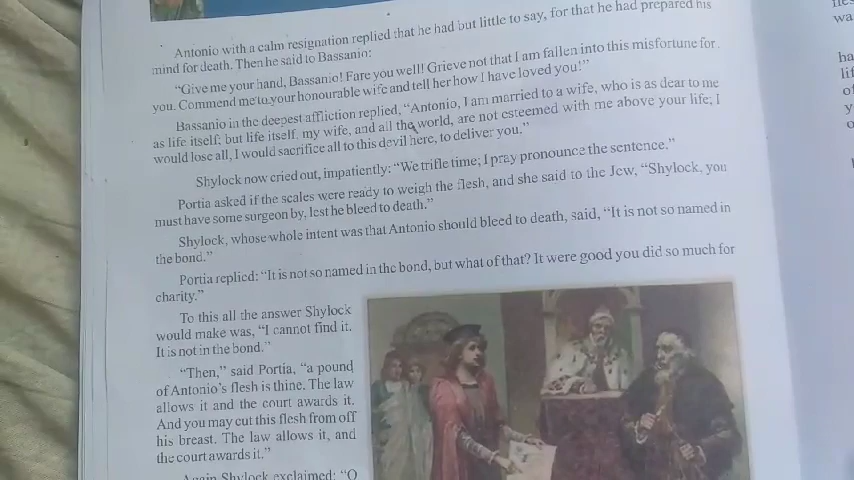 Antonio with a calm resignation replied that he had but little to say, for that he had prepared his
mind for death. Then he said to Bassanio:
"Give me your hand, Bassanio! Fare you well! Grieve not that I am fallen into this misfortune for
you. Commend me to your honourable wife and tell her how I have loved you!"
Bassanio in the deepest affliction replied, "Antonio, I am married to a wife, who is as dear to me
as life itself; but life itself, my wife, and all the world, are not esteemed with me above your life; I
would lose all, I would sacrifice all to this devil here, to deliver you."
Shylock now cried out, impatiently: "We trifle time; I pray pronounce the sentence."
Portia asked if the scales were ready to weigh the flesh, and she said to the Jew, "Shylock, you
must have some surgeon by, lest he bleed to death."
Shylock, whose whole intent was that Antonio should bleed to death, said, "It is not so named in
the bond."
Portia replied: "It is not so named in the bond, but what of that? It were good you did so much for
charity."
To this all the answer Shylock
would make was, "I cannot find it.
It is not in the bond."
"Then," said Portia, "a pound
of Antonio's flesh is thine. The law
allows it and the court awards it.
And you may cut this flesh from off
his breast. The law allows it, and
the court awards it."
Again Shylock exclaimed: "O
wa
ha
lif
of
y
o